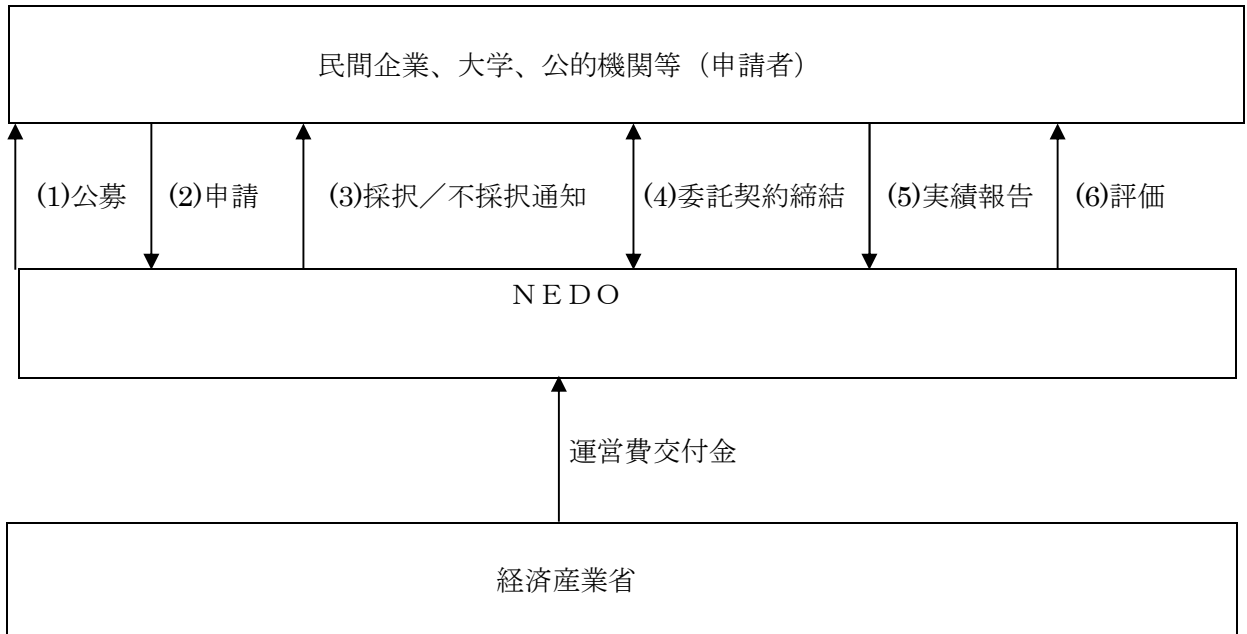 民間企業、大学、公的機関等（申請者）
(1)公募
(2)申請
(3)採択／不採択通知
(4)委託契約締結
(5)実績報告
(6)評価
ＮＥＤＯ
運営費交付金
経済産業省